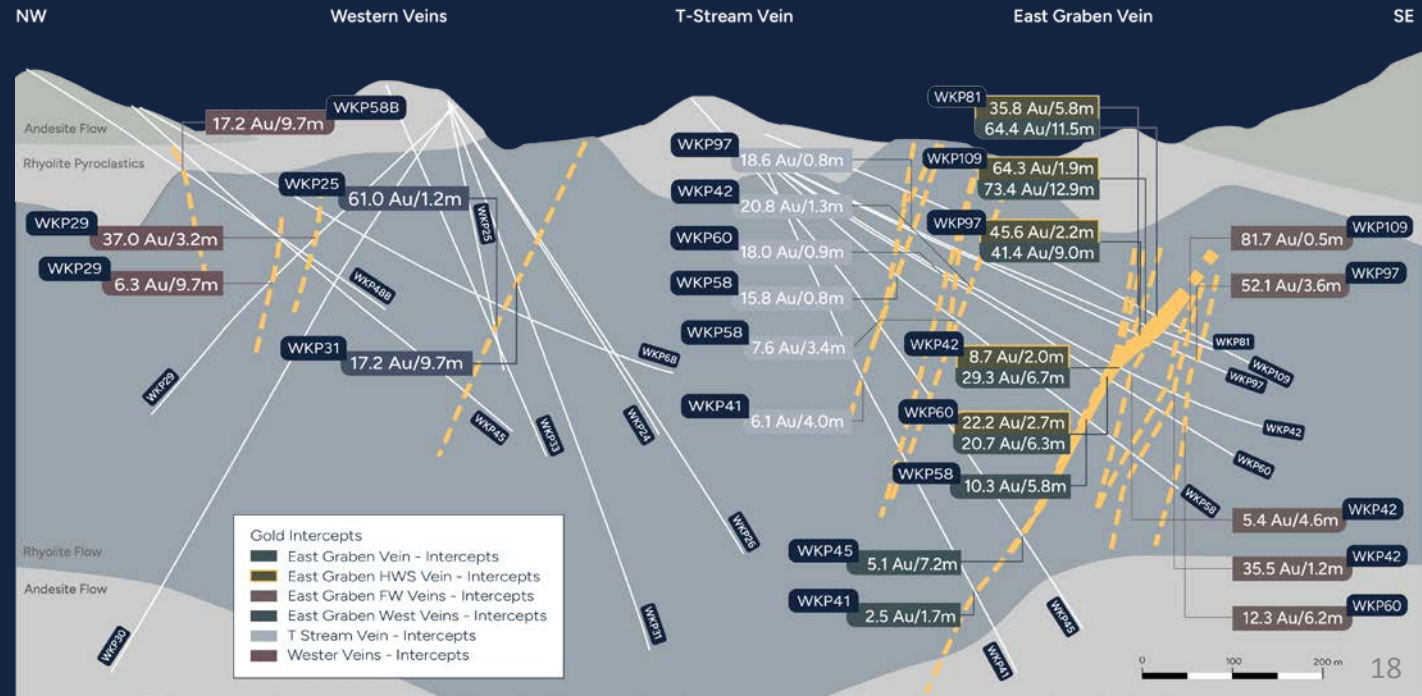 NW
Western Veins
T-Stream Vein
East Graben Vein
SE
Andesite Flow
Rhyolite Pyroclastics
WKP58B
17.2 Au/9.7m
WKP25
61.0 Au/1.2m
WKP29
37.0 Au/3.2m
WKP29
6.3 Au/9.7m
WKP31
17.2 Au/9.7m
WKP25
WKP48B
WKP29
WKP45
WKP33
WKP68
WKP24
WKP26
WKP31
WKP30
WKP97
18.6 Au/0.8m
WKP42
20.8 Au/1.3m
WKP60
18.0 Au/0.9m
WKP58
15.8 Au/0.8m
WKP58
7.6 Au/3.4m
WKP41
6.1 Au/4.0m
WKP81
35.8 Au/5.8m
64.4 Au/11.5m
WKP109
64.3 Au/1.9m
73.4 Au/12.9m
WKP97
45.6 Au/2.2m
41.4 Au/9.0m
WKP42
8.7 Au/2.0m
29.3 Au/6.7m
WKP60
22.2 Au/2.7m
20.7 Au/6.3m
WKP58
10.3 Au/5.8m
WKP45
5.1 Au/7.2m
WKP41
2.5 Au/1.7m
WKP109
81.7 Au/0.5m
WKP97
52.1 Au/3.6m
WKP81
WKP109
WKP97
WKP42
WKP60
WKP58
WKP42
5.4 Au/4.6m
WKP42
35.5 Au/1.2m
WKP60
12.3 Au/6.2m
WKP45
WKP41
Rhyolite Flow
Andesite Flow
Gold Intercepts
East Graben Vein - Intercepts
East Graben HWS Vein - Intercepts
East Graben FW Veins - Intercepts
East Graben West Veins - Intercepts
T Stream Vein - Intercepts
Wester Veins - Intercepts
0 100 200 m
18